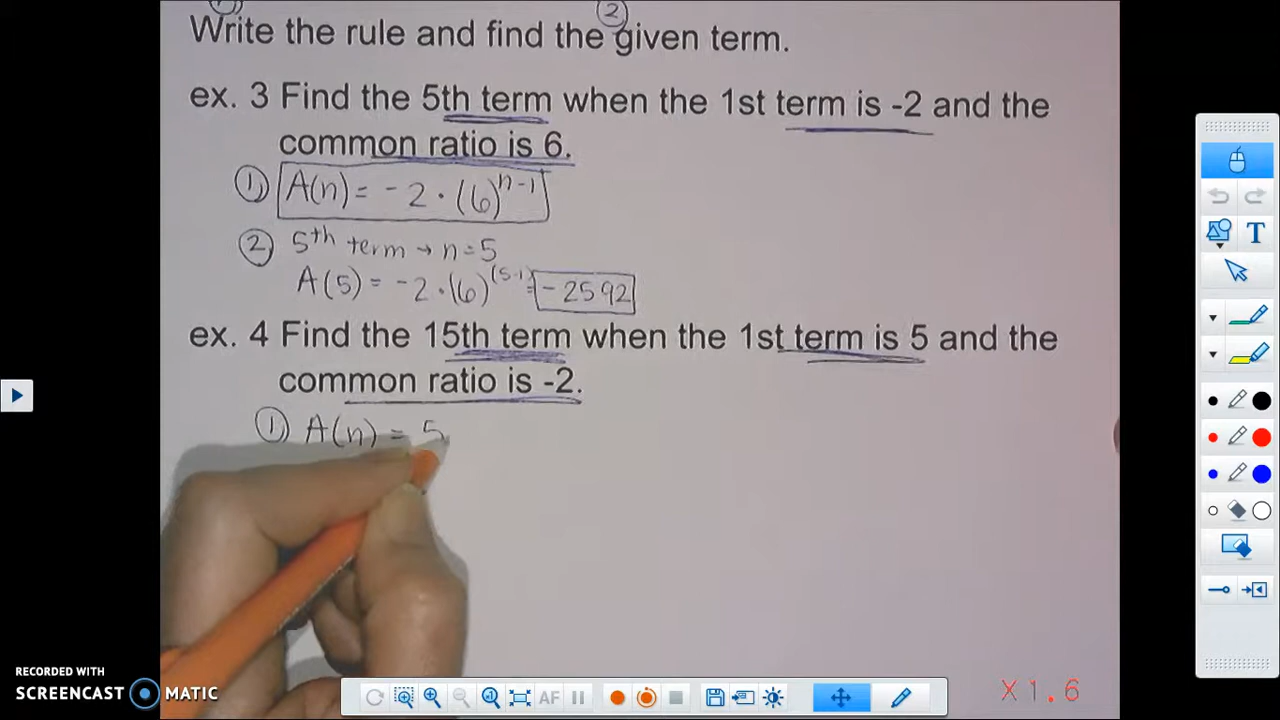 ① ②
Write the rule and find the given term.
ex. 3 Find the 5th term when the 1st term is -2 and the
common ratio is 6.
① A(n) = -2 · (6)^n-1
② 5th term → n=5
A(5) = -2 · (6)^(5-1) = -2592
ex. 4 Find the 15th term when the 1st term is 5 and the
common ratio is -2.
① A(n) = 5
RECORDED WITH
SCREENCAST MATIC
AF
X1.6
T